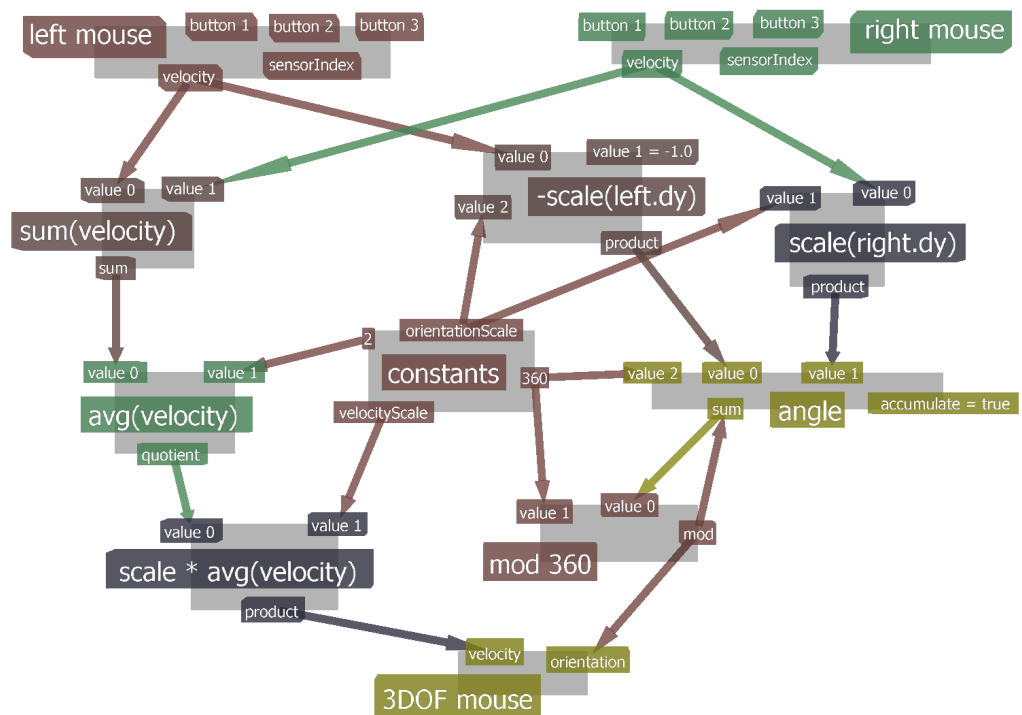 left mouse
button 1
button 2
button 3
sensorIndex
velocity
button 1
button 2
button 3
right mouse
velocity
sensorIndex
value 0
value 1
sum(velocity)
sum
value 0
value 1 = -1.0
value 2
-scale(left.dy)
product
value 1
value 0
scale(right.dy)
product
orientationScale
2
constants
360
velocityScale
value 0
value 1
avg(velocity)
quotient
value 2
value 0
value 1
sum
angle
accumulate = true
value 0
value 1
scale * avg(velocity)
product
value 1
value 0
mod
mod 360
velocity
orientation
3DOF mouse